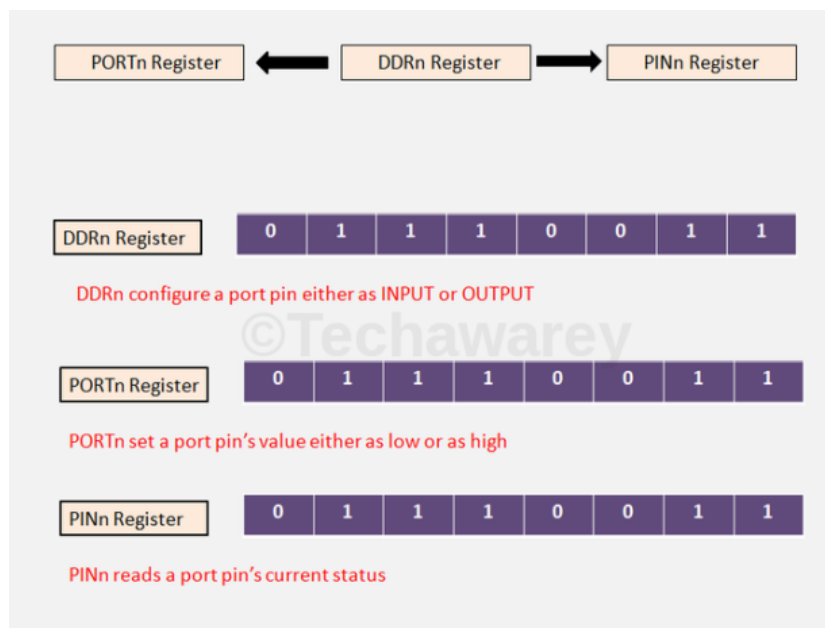 PORTn Register DDRn Register PINn Register
DDRn Register 0 1 1 1 0 0 1 1
DDRn configure a port pin either as INPUT or OUTPUT
©Techawarey
PORTn Register 0 1 1 1 0 0 1 1
PORTn set a port pin's value either as low or as high
PINn Register 0 1 1 1 0 0 1 1
PINn reads a port pin's current status